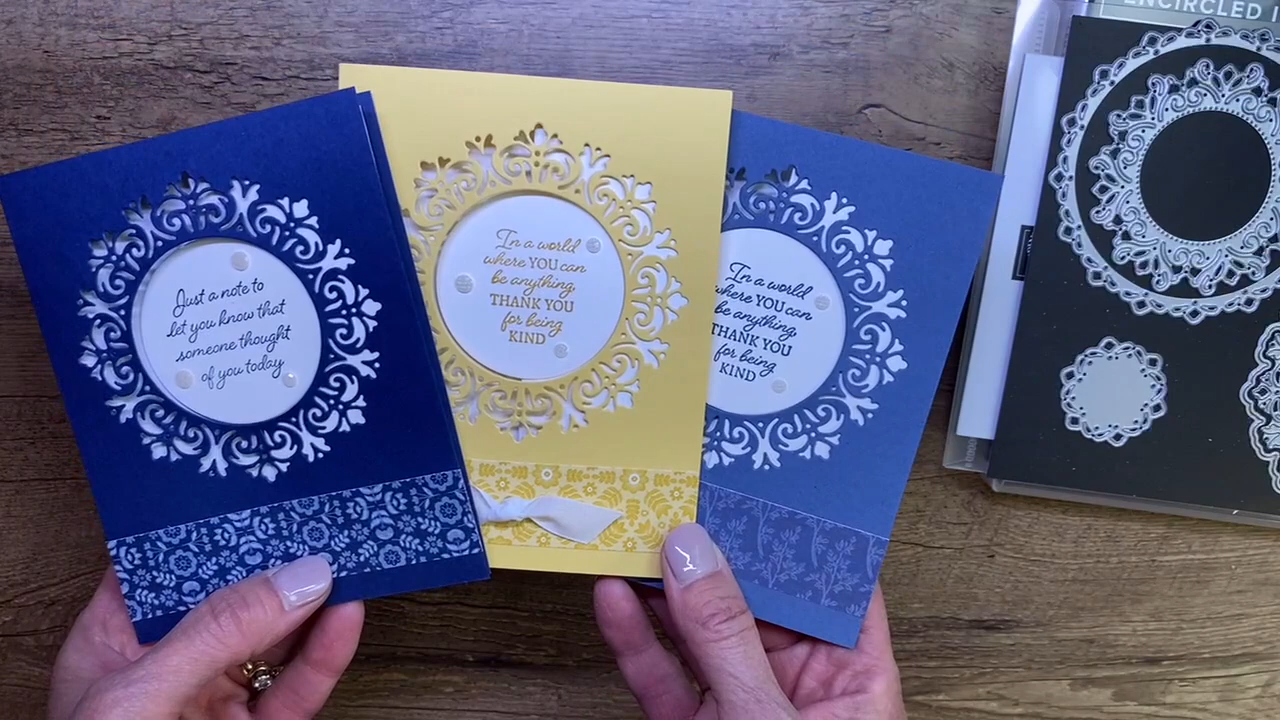 ENCIRCLED I
Just a note to
let you know that
someone thought
of you today
In a world
where YOU can
be anything,
THANK YOU
for being
KIND
In a world
where YOU can
be anything,
THANK YOU
for being
KIND